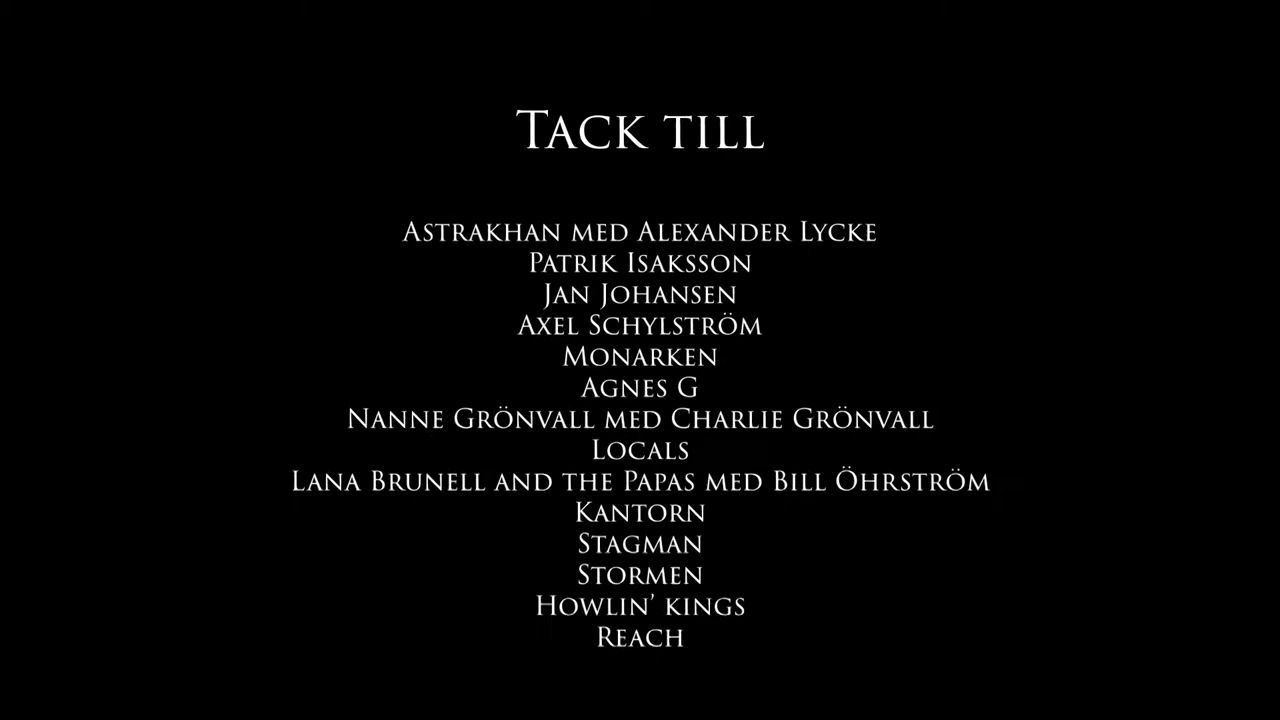 Tack till
Astrakhan med Alexander Lycke
Patrik Isaksson
Jan Johansen
Axel Schylström
Monarken
Agnes G
Nanne Grönvall med Charlie Grönvall
Locals
Lana Brunell and the Papas med Bill Öhrström
Kantorn
Stagman
Stormen
Howlin’ kings
Reach